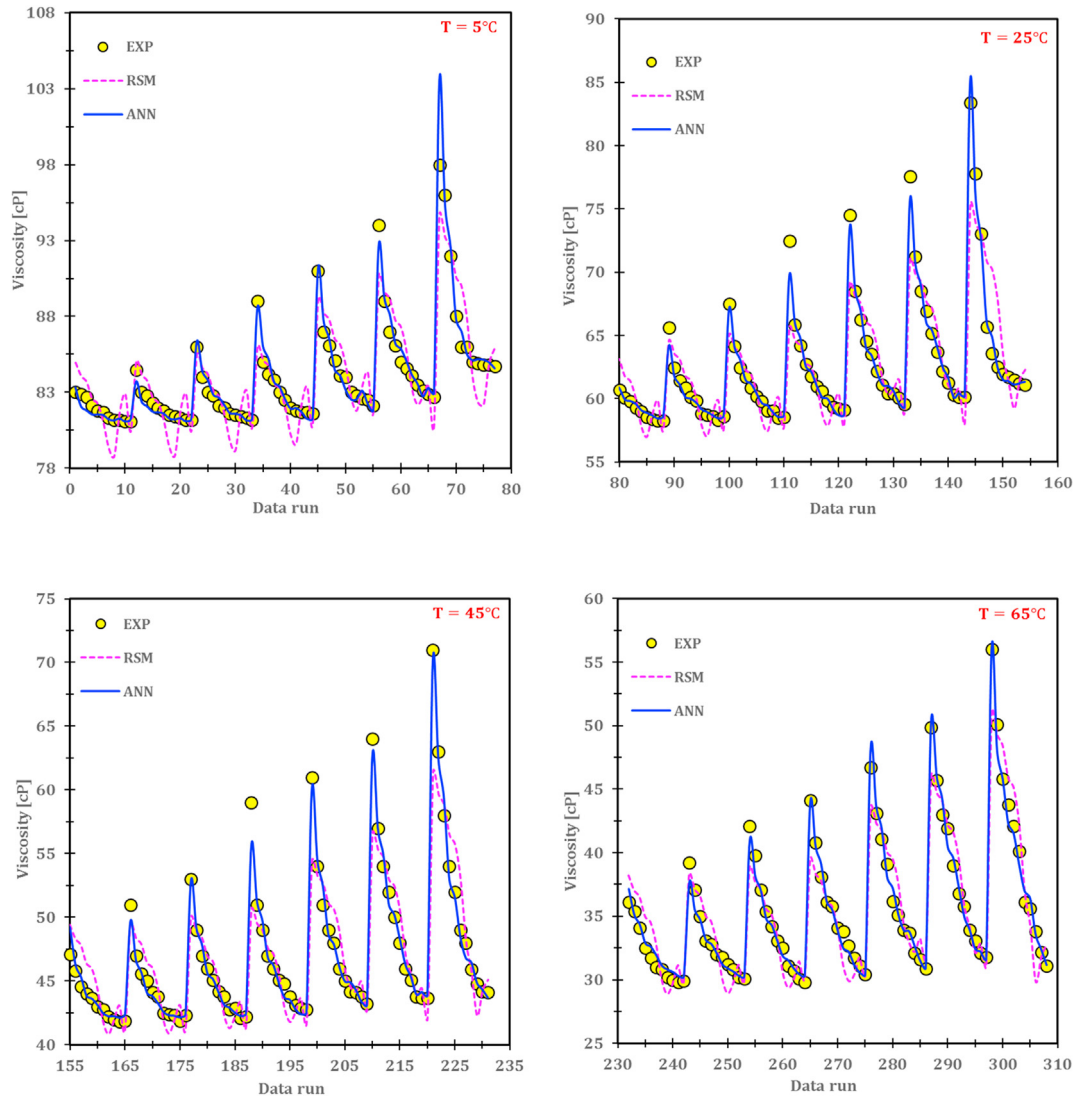 108
103
98
93
88
83
78
Viscosity [cP]
T = 5°C
EXP
RSM
ANN
0 10 20 30 40 50 60 70 80
Data run
90
85
80
75
70
65
60
55
Viscosity [cP]
T = 25°C
EXP
RSM
ANN
80 90 100 110 120 130 140 150 160
Data run
75
70
65
60
55
50
45
40
Viscosity [cP]
T = 45°C
EXP
RSM
ANN
155 165 175 185 195 205 215 225 235
Data run
60
55
50
45
40
35
30
25
Viscosity [cP]
T = 65°C
EXP
RSM
ANN
230 240 250 260 270 280 290 300 310
Data run